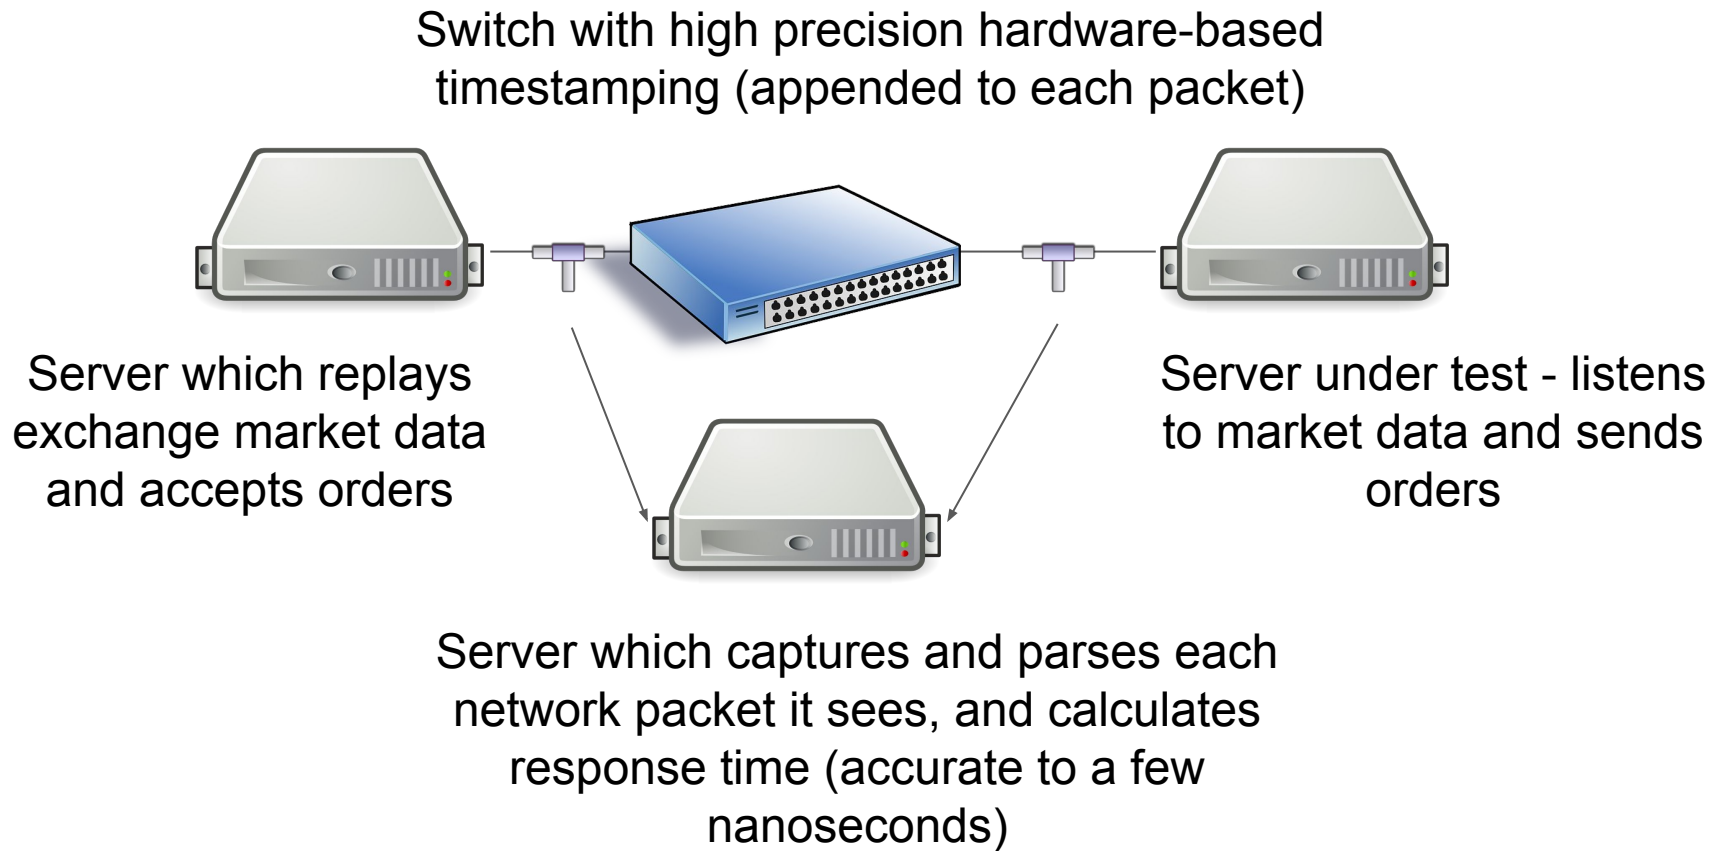 Switch with high precision hardware-based
timestamping (appended to each packet)
Server which replays
exchange market data
and accepts orders
Server under test - listens
to market data and sends
orders
Server which captures and parses each
network packet it sees, and calculates
response time (accurate to a few
nanoseconds)